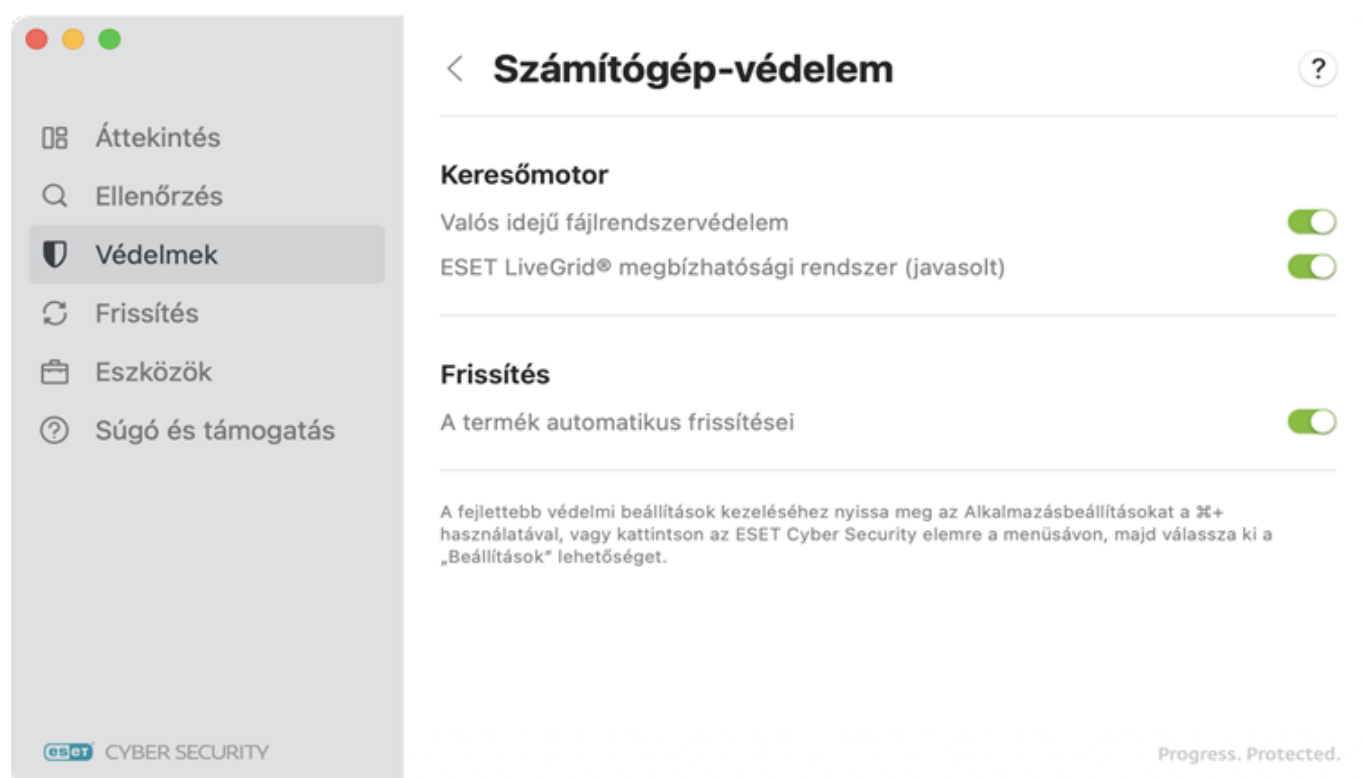 Számítógép-védelem
?
Áttekintés
Ellenőrzés
Védelmek
Frissítés
Eszközök
Súgó és támogatás
Keresőmotor
Valós idejű fájlrendszervédelem
ESET LiveGrid® megbízhatósági rendszer (javasolt)
Frissítés
A termék automatikus frissítései
A fejlettebb védelmi beállítások kezeléséhez nyissa meg az Alkalmazásbeállításokat a ⌘+
használatával, vagy kattintson az ESET Cyber Security elemre a menüsávon, majd válassza ki a
„Beállítások” lehetőséget.
eset CYBER SECURITY
Progress. Protected.